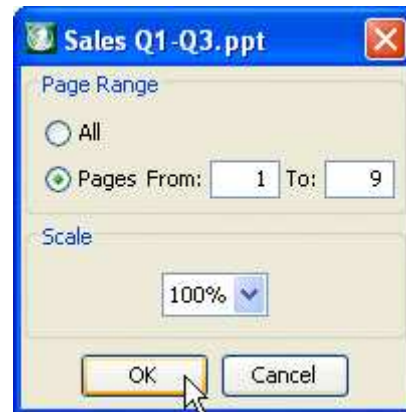 Sales Q1-Q3.ppt
Page Range
All
Pages From: 1 To: 9
Scale
100%
OK Cancel